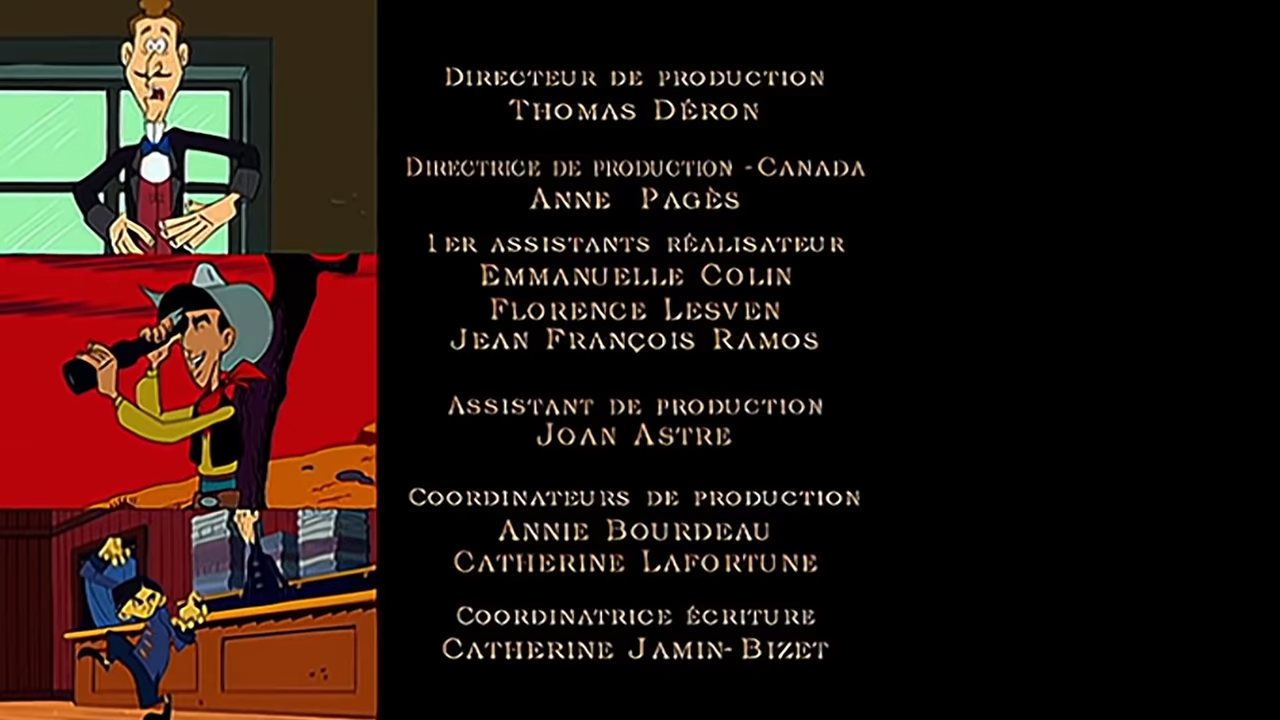 Directeur de production
Thomas Déron
Directrice de production - Canada
Anne Pagès
1er assistants réalisateur
Emmanuelle Colin
Florence Lesven
Jean François Ramos
Assistant de production
Joan Astre
Coordinateurs de production
Annie Bourdeau
Catherine Lafortune
Coordinatrice écriture
Catherine Jamin-Bizet